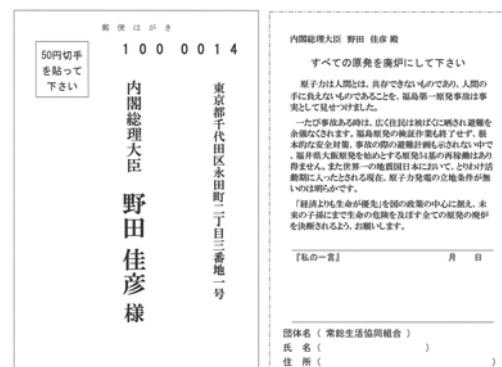 郵便はがき
50円切手
を貼って
下さい
100 0014
東京都千代田区永田町二丁目三番地一号
内閣総理大臣 野田 佳彦 様
内閣総理大臣 野田 佳彦 殿
すべての原発を廃炉にして下さい
原子力は人間とは、共存できないものであり、人間の
手に負えないものであることを、福島第一原発事故は事
実として見せつけました。
一たび事故ある時は、広く住民は被ばくに晒され避難を
余儀なくされます。福島原発の検証作業も終了せず、根
本的な安全対策、事故の際の避難計画も示されない中で
、福井県大飯原発を始めとする原発54基の再稼働はあり
得ません。また世界一の地震国日本において、とりわけ活
動期に入ったとされる現在、原子力発電の立地条件が無
いのは明らかです。
「経済よりも生命が優先」を国の政策の中心に据え、未
来の子孫にまで生命の危険を及ぼす全ての原発の廃炉
を決断されるよう、お願いします。
『私の一言』 月 日
団体名（ 常総生活協同組合 ）
氏 名（ ）
住 所（ ）